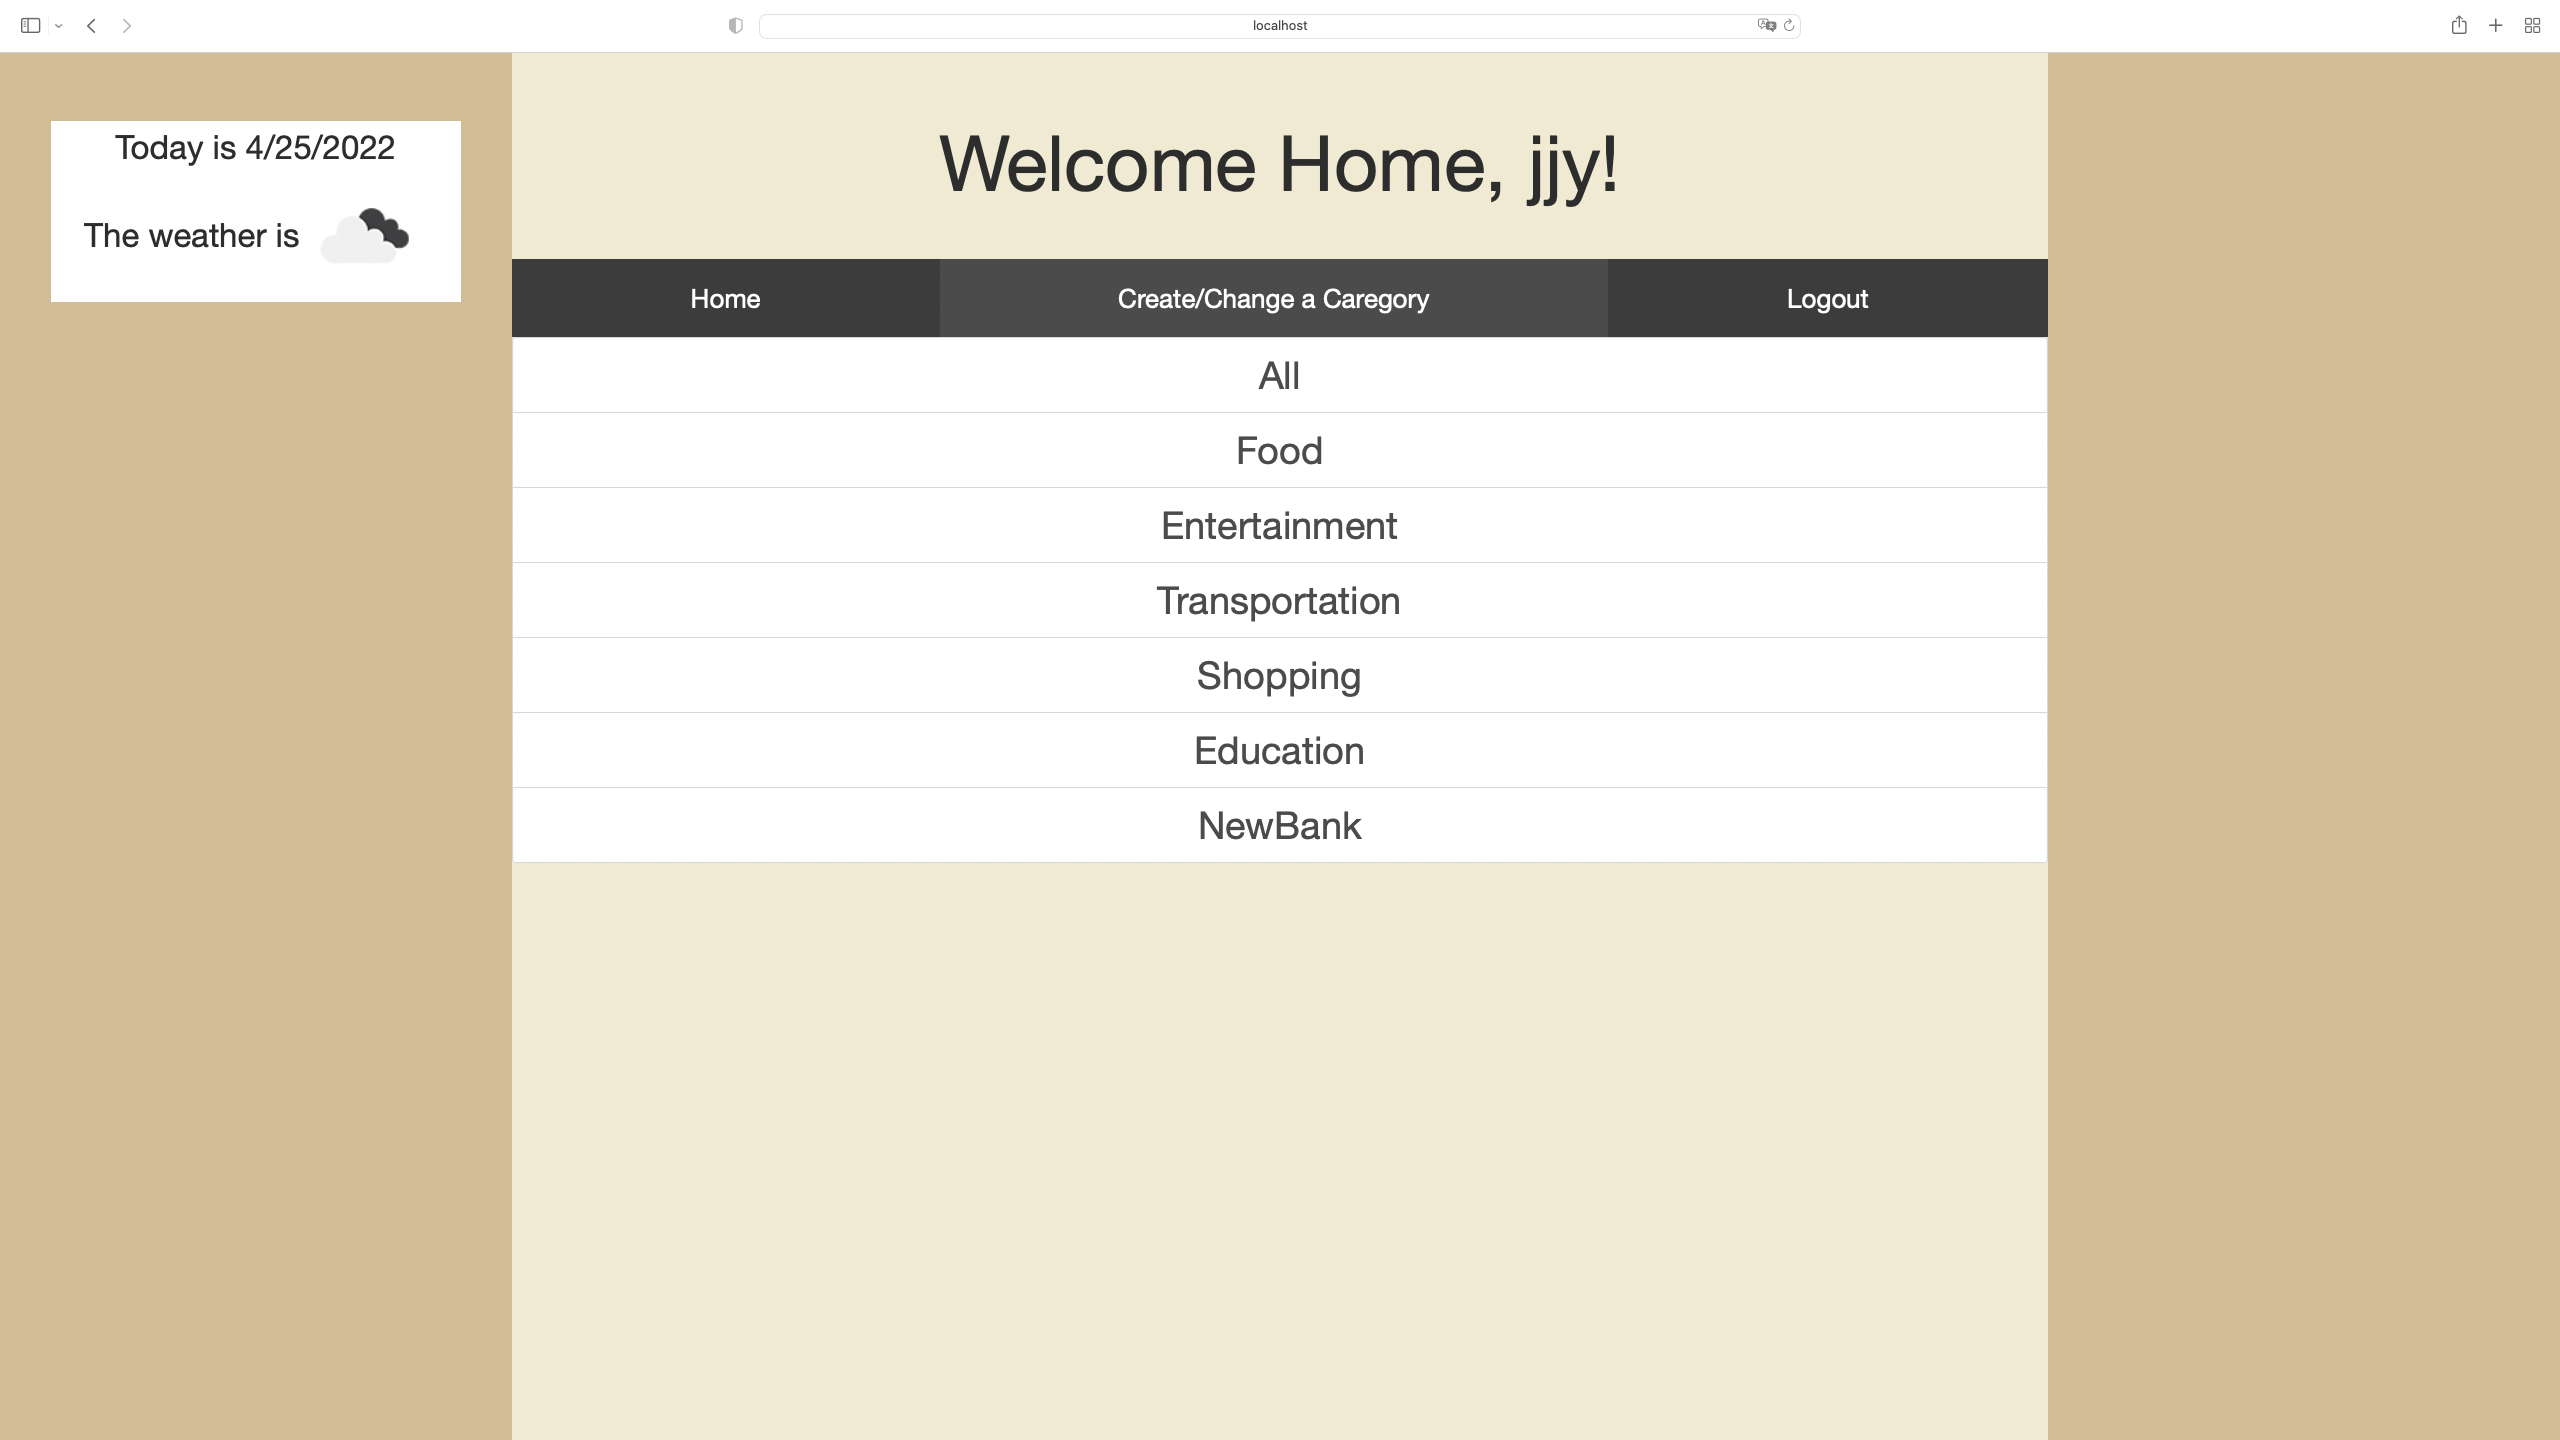 localhost
Today is 4/25/2022
The weather is
Welcome Home, jjy!
Home
Create/Change a Caregory
Logout
All
Food
Entertainment
Transportation
Shopping
Education
NewBank